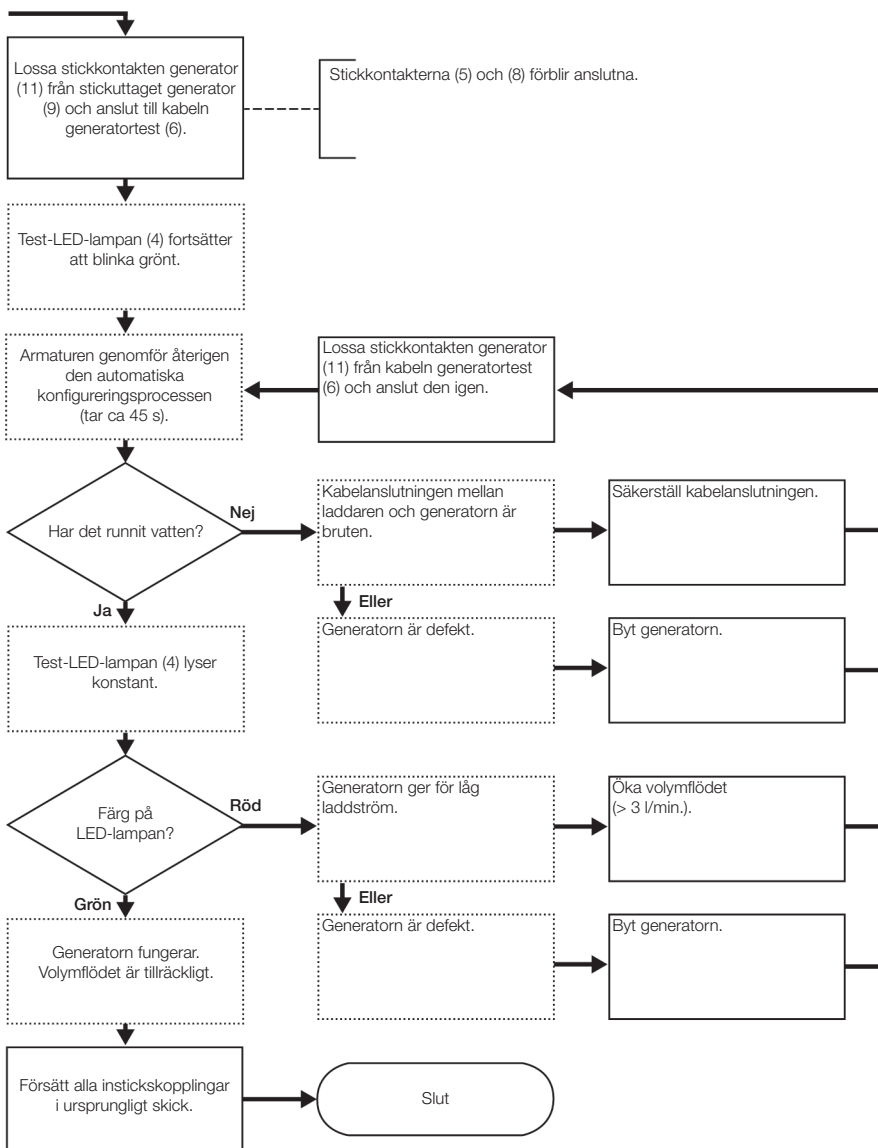 Lossa stickkontakten generator
(11) från stickuttaget generator
(9) och anslut till kabeln
generatortest (6).
Stickkontakterna (5) och (8) förblir anslutna.
Test-LED-lampan (4) fortsätter
att blinka grönt.
Armaturen genomför återigen
den automatiska
konfigureringsprocessen
(tar ca 45 s).
Lossa stickkontakten generator
(11) från kabeln generatortest
(6) och anslut den igen.
Har det runnit vatten?
Nej
Kabelanslutningen mellan
laddaren och generatorn är
bruten.
Säkerställ kabelanslutningen.
Eller
Generatorn är defekt.
Byt generatorn.
Ja
Test-LED-lampan (4) lyser
konstant.
Färg på
LED-lampan?
Röd
Generatorn ger för låg
laddström.
Öka volymflödet
(> 3 l/min.).
Eller
Generatorn är defekt.
Byt generatorn.
Grön
Generatorn fungerar.
Volymflödet är tillräckligt.
Försätt alla instickskopplingar
i ursprungligt skick.
Slut